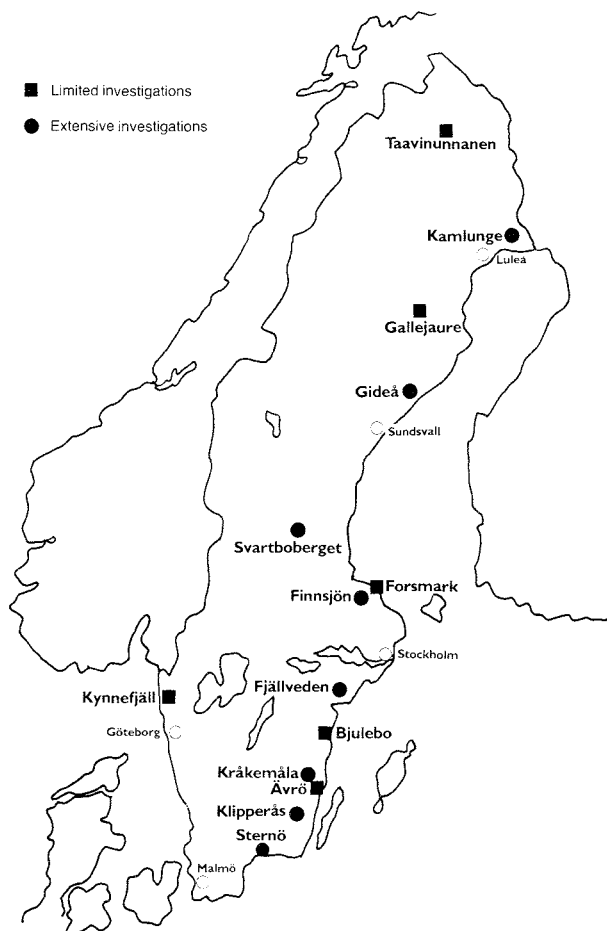 Limited investigations
Extensive investigations
Taavinunnanen
Kamlunge
Luleå
Gallejaure
Gideå
Sundsvall
Svartboberget
Forsmark
Finnsjön
Stockholm
Fjällveden
Kynnefjäll
Göteborg
Bjulebo
Kråkemåla
Ävrö
Klipperås
Sternö
Malmö